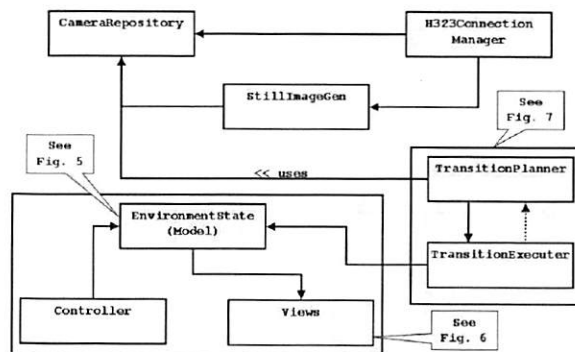 CameraRepository
H323Connection
Manager
StillImageGen
See
Fig. 7
See
Fig. 5
<< uses
TransitionPlanner
EnvironmentState
(Model)
TransitionExecuter
Controller
Views
See
Fig. 6